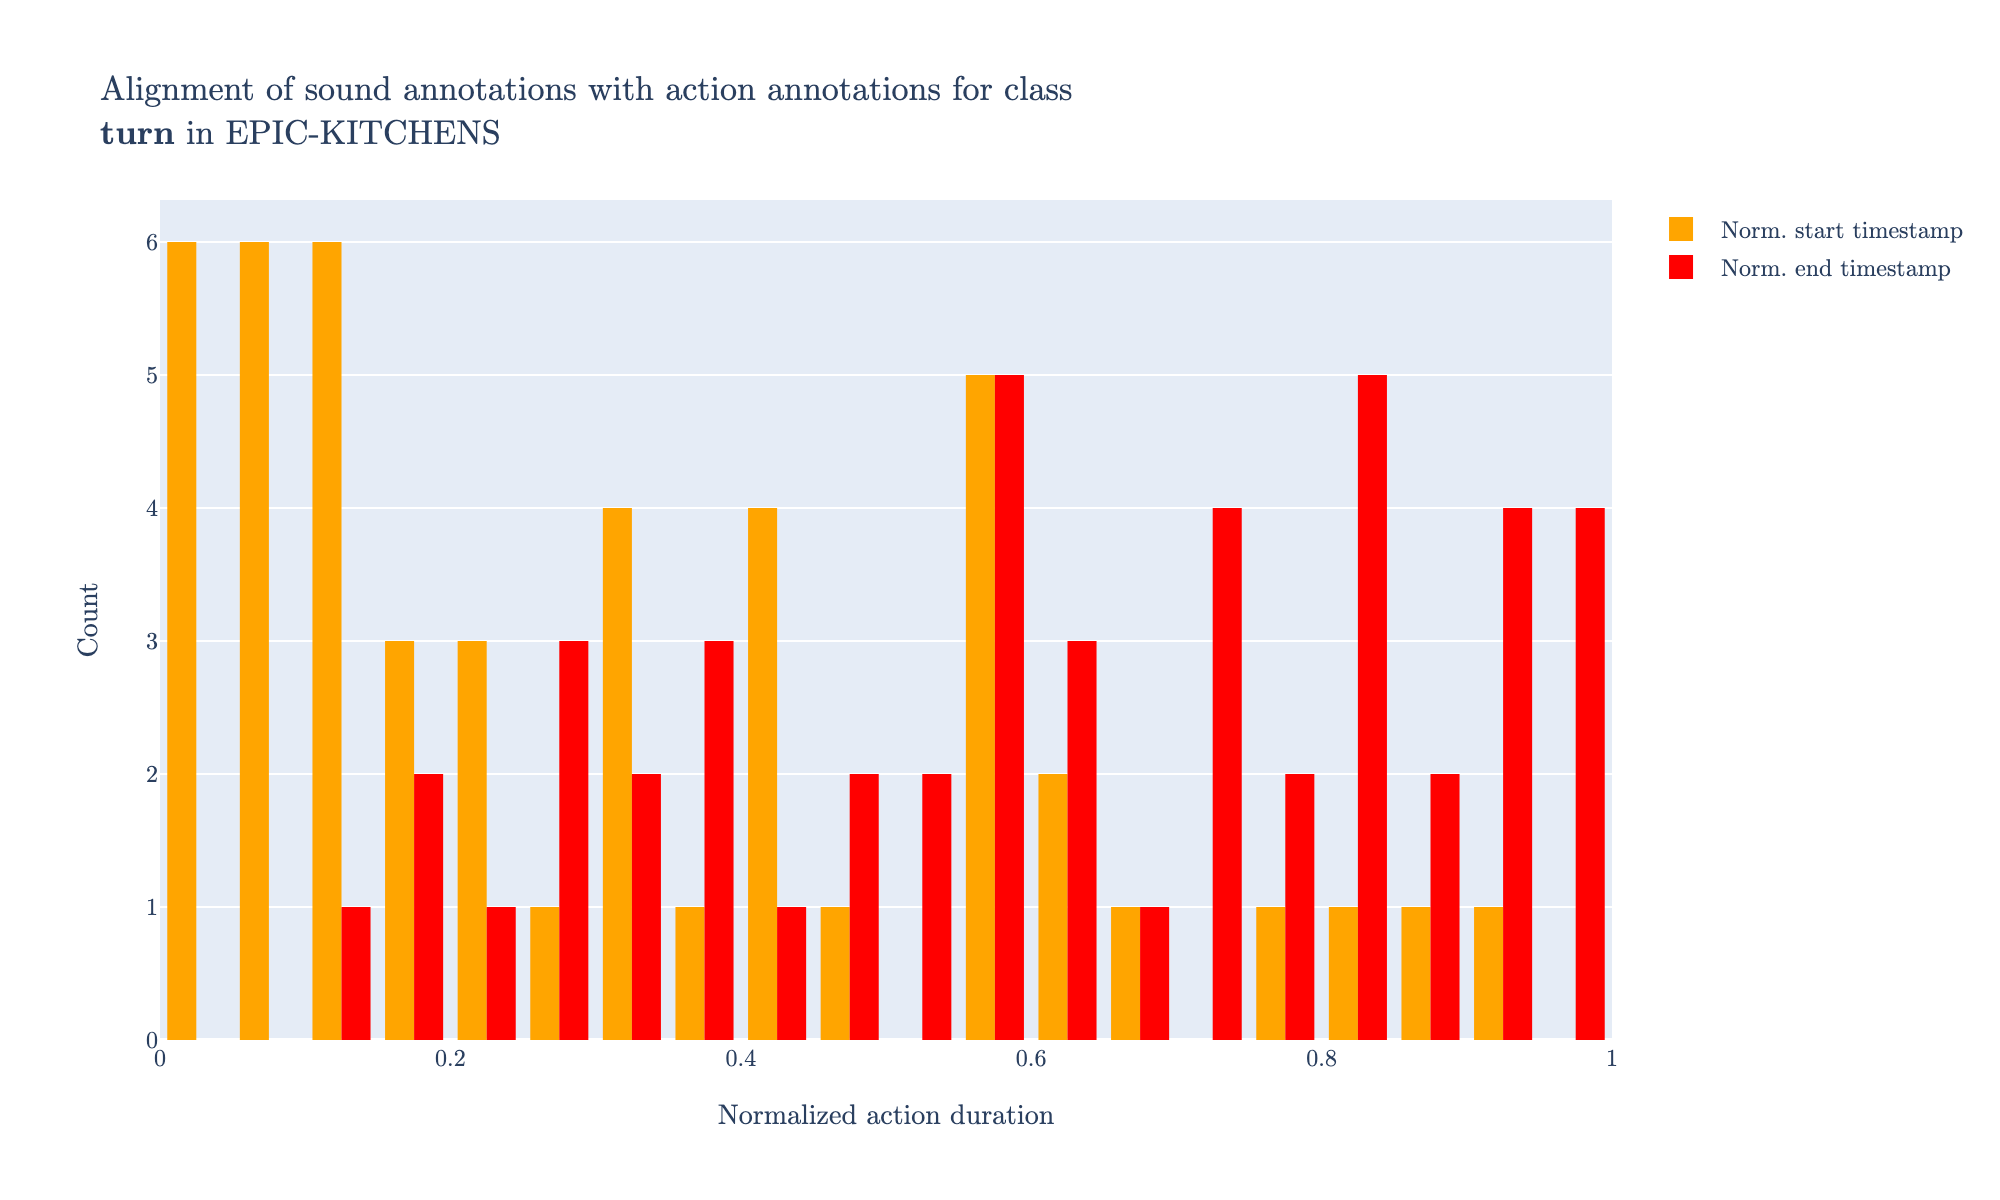 Alignment of sound annotations with action annotations for class
turn in EPIC-KITCHENS
Norm. start timestamp
Norm. end timestamp
6
5
4
3
2
1
0
Count
0 0.2 0.4 0.6 0.8 1
Normalized action duration